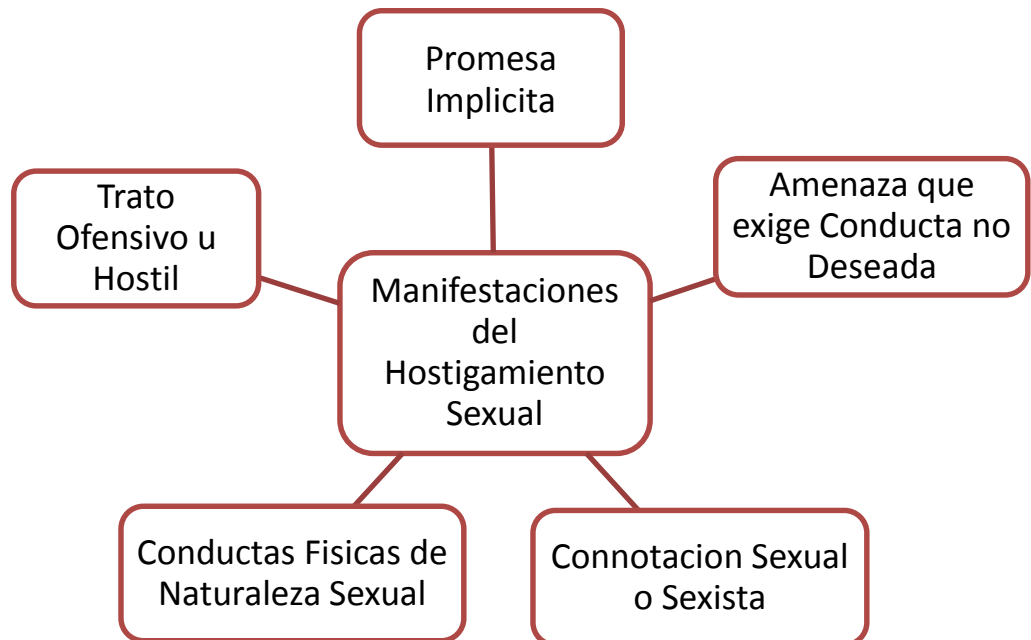 Promesa
Implicita
Trato
Ofensivo u
Hostil
Amenaza que
exige Conducta no
Deseada
Manifestaciones
del
Hostigamiento
Sexual
Conductas Fisicas de
Naturaleza Sexual
Connotacion Sexual
o Sexista